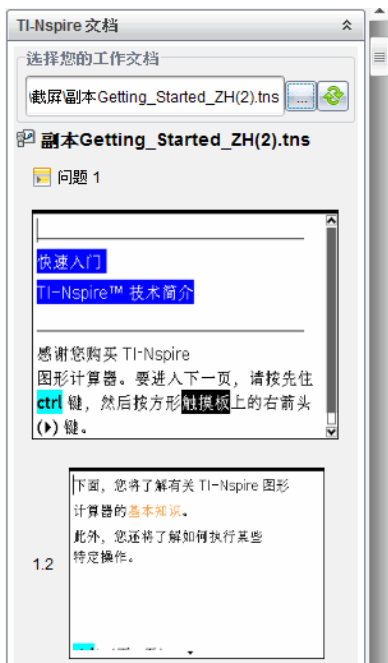 TI-Nspire 文档
选择您的工作文档
\截屏\副本Getting_Started_ZH(2).tns
...
副本Getting_Started_ZH(2).tns
问题 1
快速入门
TI-Nspire™ 技术简介
感谢您购买 TI-Nspire
图形计算器。要进入下一页，请按先住
ctrl 键，然后按方形触摸板上的右箭头
(▶) 键。
下面，您将了解有关 TI-Nspire 图形
计算器的基本知识。
此外，您还将了解如何执行某些
特定操作。
1.2